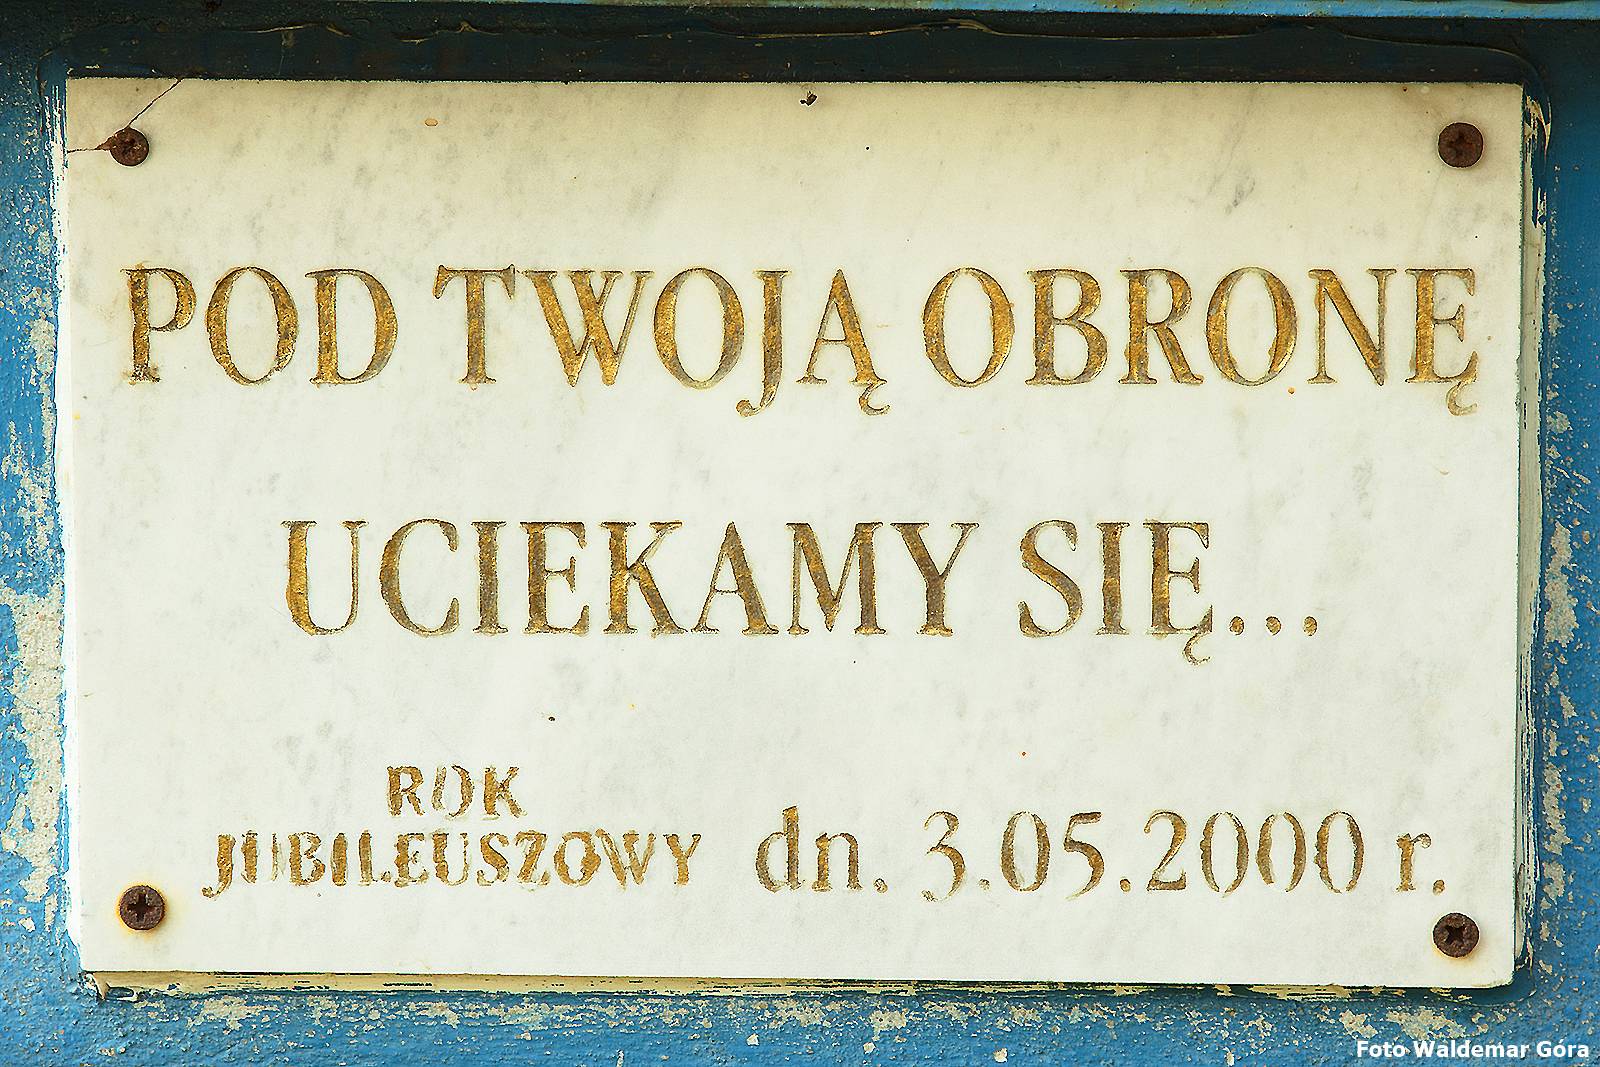 POD TWOJĄ OBRONĘ
UCIEKAMY SIĘ...
ROK
JUBILEUSZOWY dn. 3.05.2000 r.
Foto Waldemar Góra